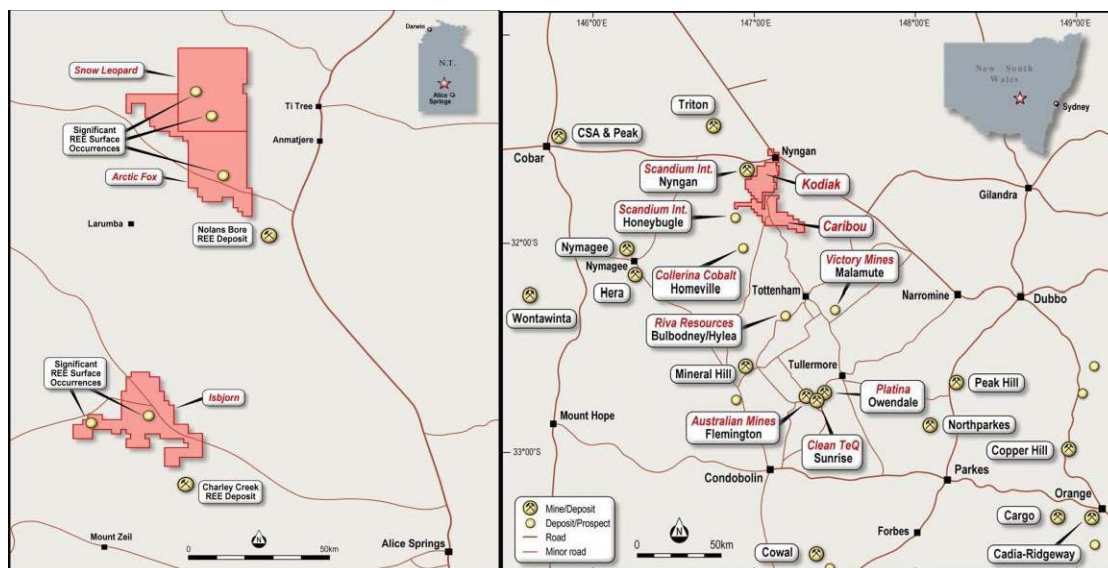 Darwin
N.T.
Alice
Springs
Snow Leopard
Ti Tree
Significant
REE Surface
Occurrences
Anmatjere
Arctic Fox
Larumba
Nolans Bore
REE Deposit
Significant
REE Surface
Occurrences
Isbjorn
Charley Creek
REE Deposit
Mount Zeil
N
50km
Alice Springs
146°00'E
147°00'E
148°00'E
149°00'E
New South
Wales
Sydney
Triton
CSA & Peak
Cobar
Nyngan
Scandium Int.
Nyngan
Kodiak
Gilandra
Scandium Int.
Honeybugle
Caribou
32°00'S
Nymagee
Nymagee
Hera
Collerina Cobalt
Homeville
Victory Mines
Malamute
Tottenham
Narromine
Dubbo
Wontawinta
Riva Resources
Bulbodney/Hylea
Tullermore
Mineral Hill
Platina
Owendale
Peak Hill
Mount Hope
Australian Mines
Flemington
Clean TeQ
Sunrise
Northparkes
Copper Hill
33°00'S
Condobolin
Parkes
Orange
Mine/Deposit
Deposit/Prospect
Road
Minor road
N
50km
Cargo
Forbes
Cowal
Cadia-Ridgeway